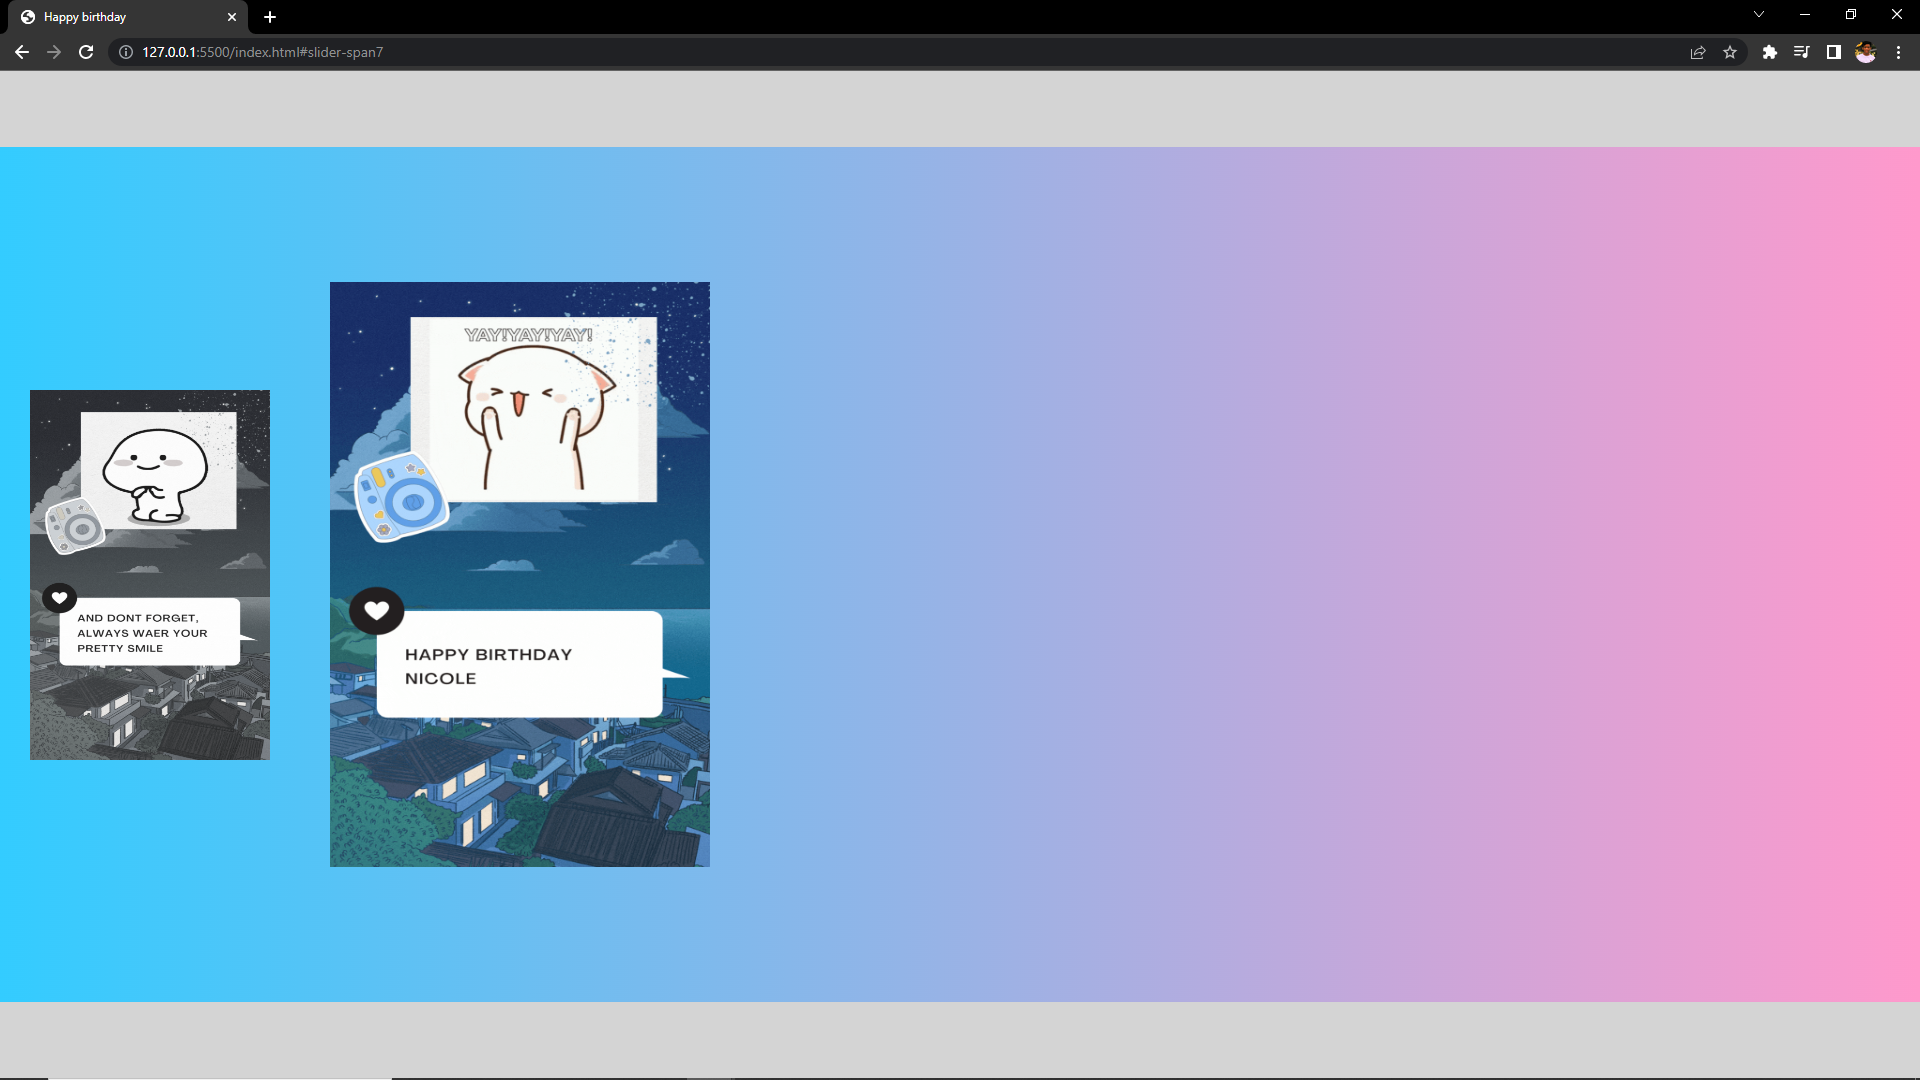 Happy birthday
127.0.0.1:5500/index.html#slider-span7
YAY!YAY!YAY!
AND DONT FORGET,
ALWAYS WAER YOUR
PRETTY SMILE
HAPPY BIRTHDAY
NICOLE